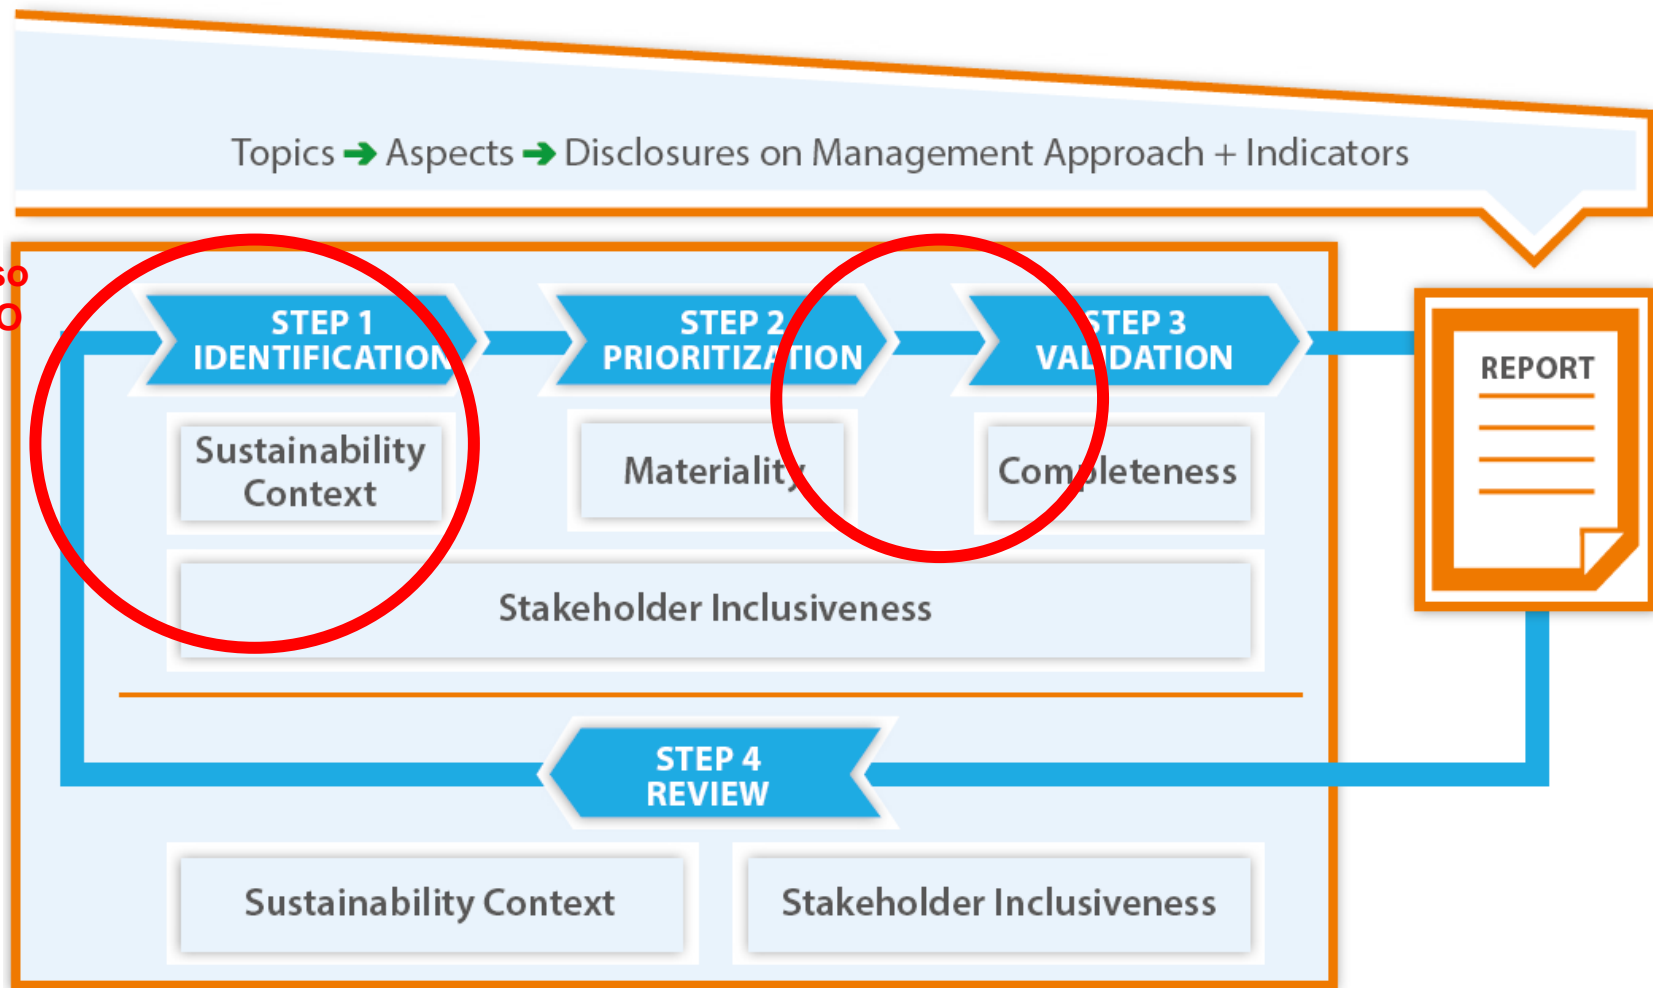 Topics → Aspects → Disclosures on Management Approach + Indicators
STEP 1
IDENTIFICATION
STEP 2
PRIORITIZATION
STEP 3
VALIDATION
REPORT
Sustainability
Context
Materiality
Completeness
Stakeholder Inclusiveness
STEP 4
REVIEW
Sustainability Context
Stakeholder Inclusiveness